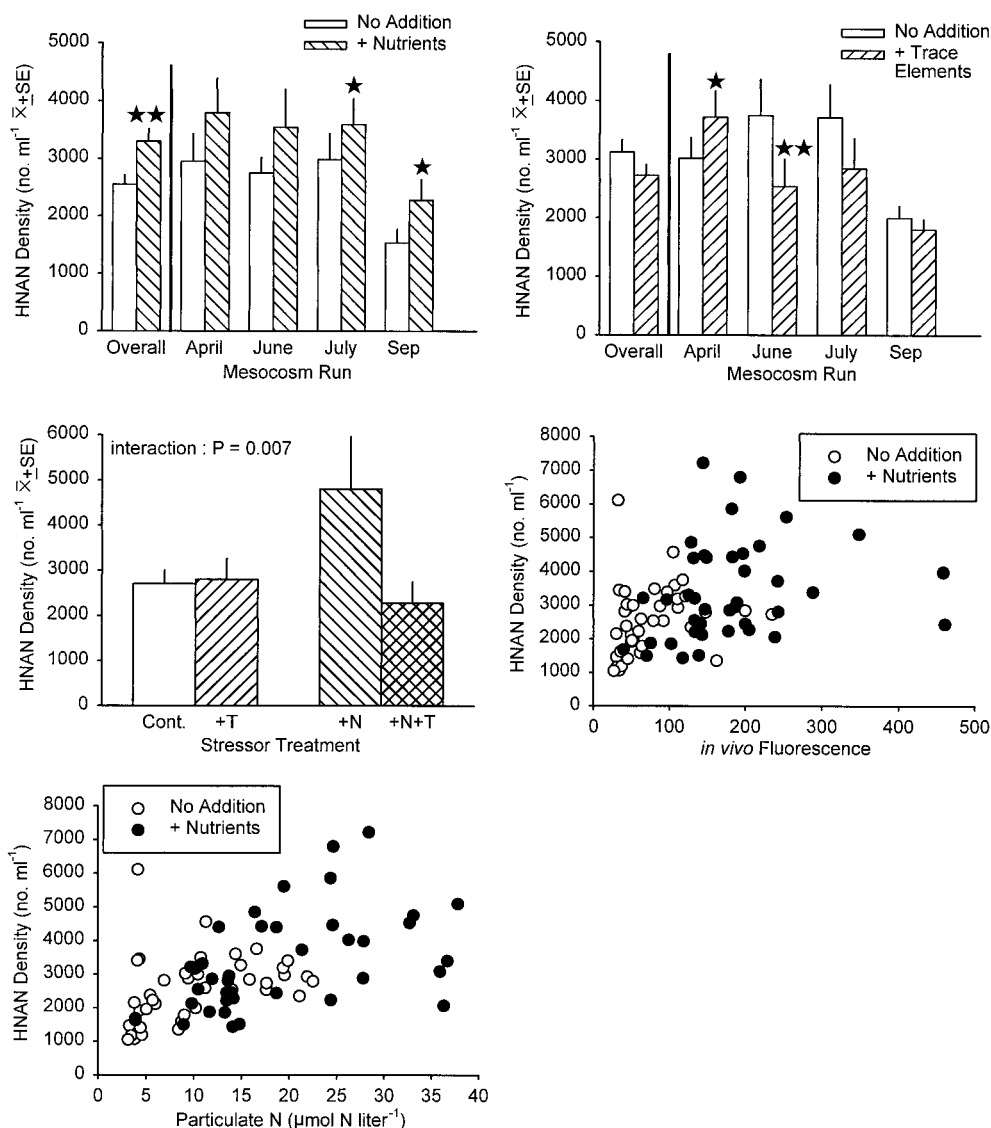 No Addition
+ Nutrients
5000
4000
3000
2000
1000
0
HNAN Density (no. ml⁻¹ X̅±SE)
★★
★
★
Overall April June July Sep
Mesocosm Run
No Addition
+ Trace
Elements
5000
4000
3000
2000
1000
0
HNAN Density (no. ml⁻¹ X̅±SE)
★
★★
Overall April June July Sep
Mesocosm Run
6000
5000
4000
3000
2000
1000
0
HNAN Density (no. ml⁻¹ X̅±SE)
interaction : P = 0.007
Cont. +T +N +N+T
Stressor Treatment
8000
7000
6000
5000
4000
3000
2000
1000
0
HNAN Density (no. ml⁻¹)
No Addition
+ Nutrients
0 100 200 300 400 500
in vivo Fluorescence
8000
7000
6000
5000
4000
3000
2000
1000
0
HNAN Density (no. ml⁻¹)
No Addition
+ Nutrients
0 5 10 15 20 25 30 35 40
Particulate N (µmol N liter⁻¹)